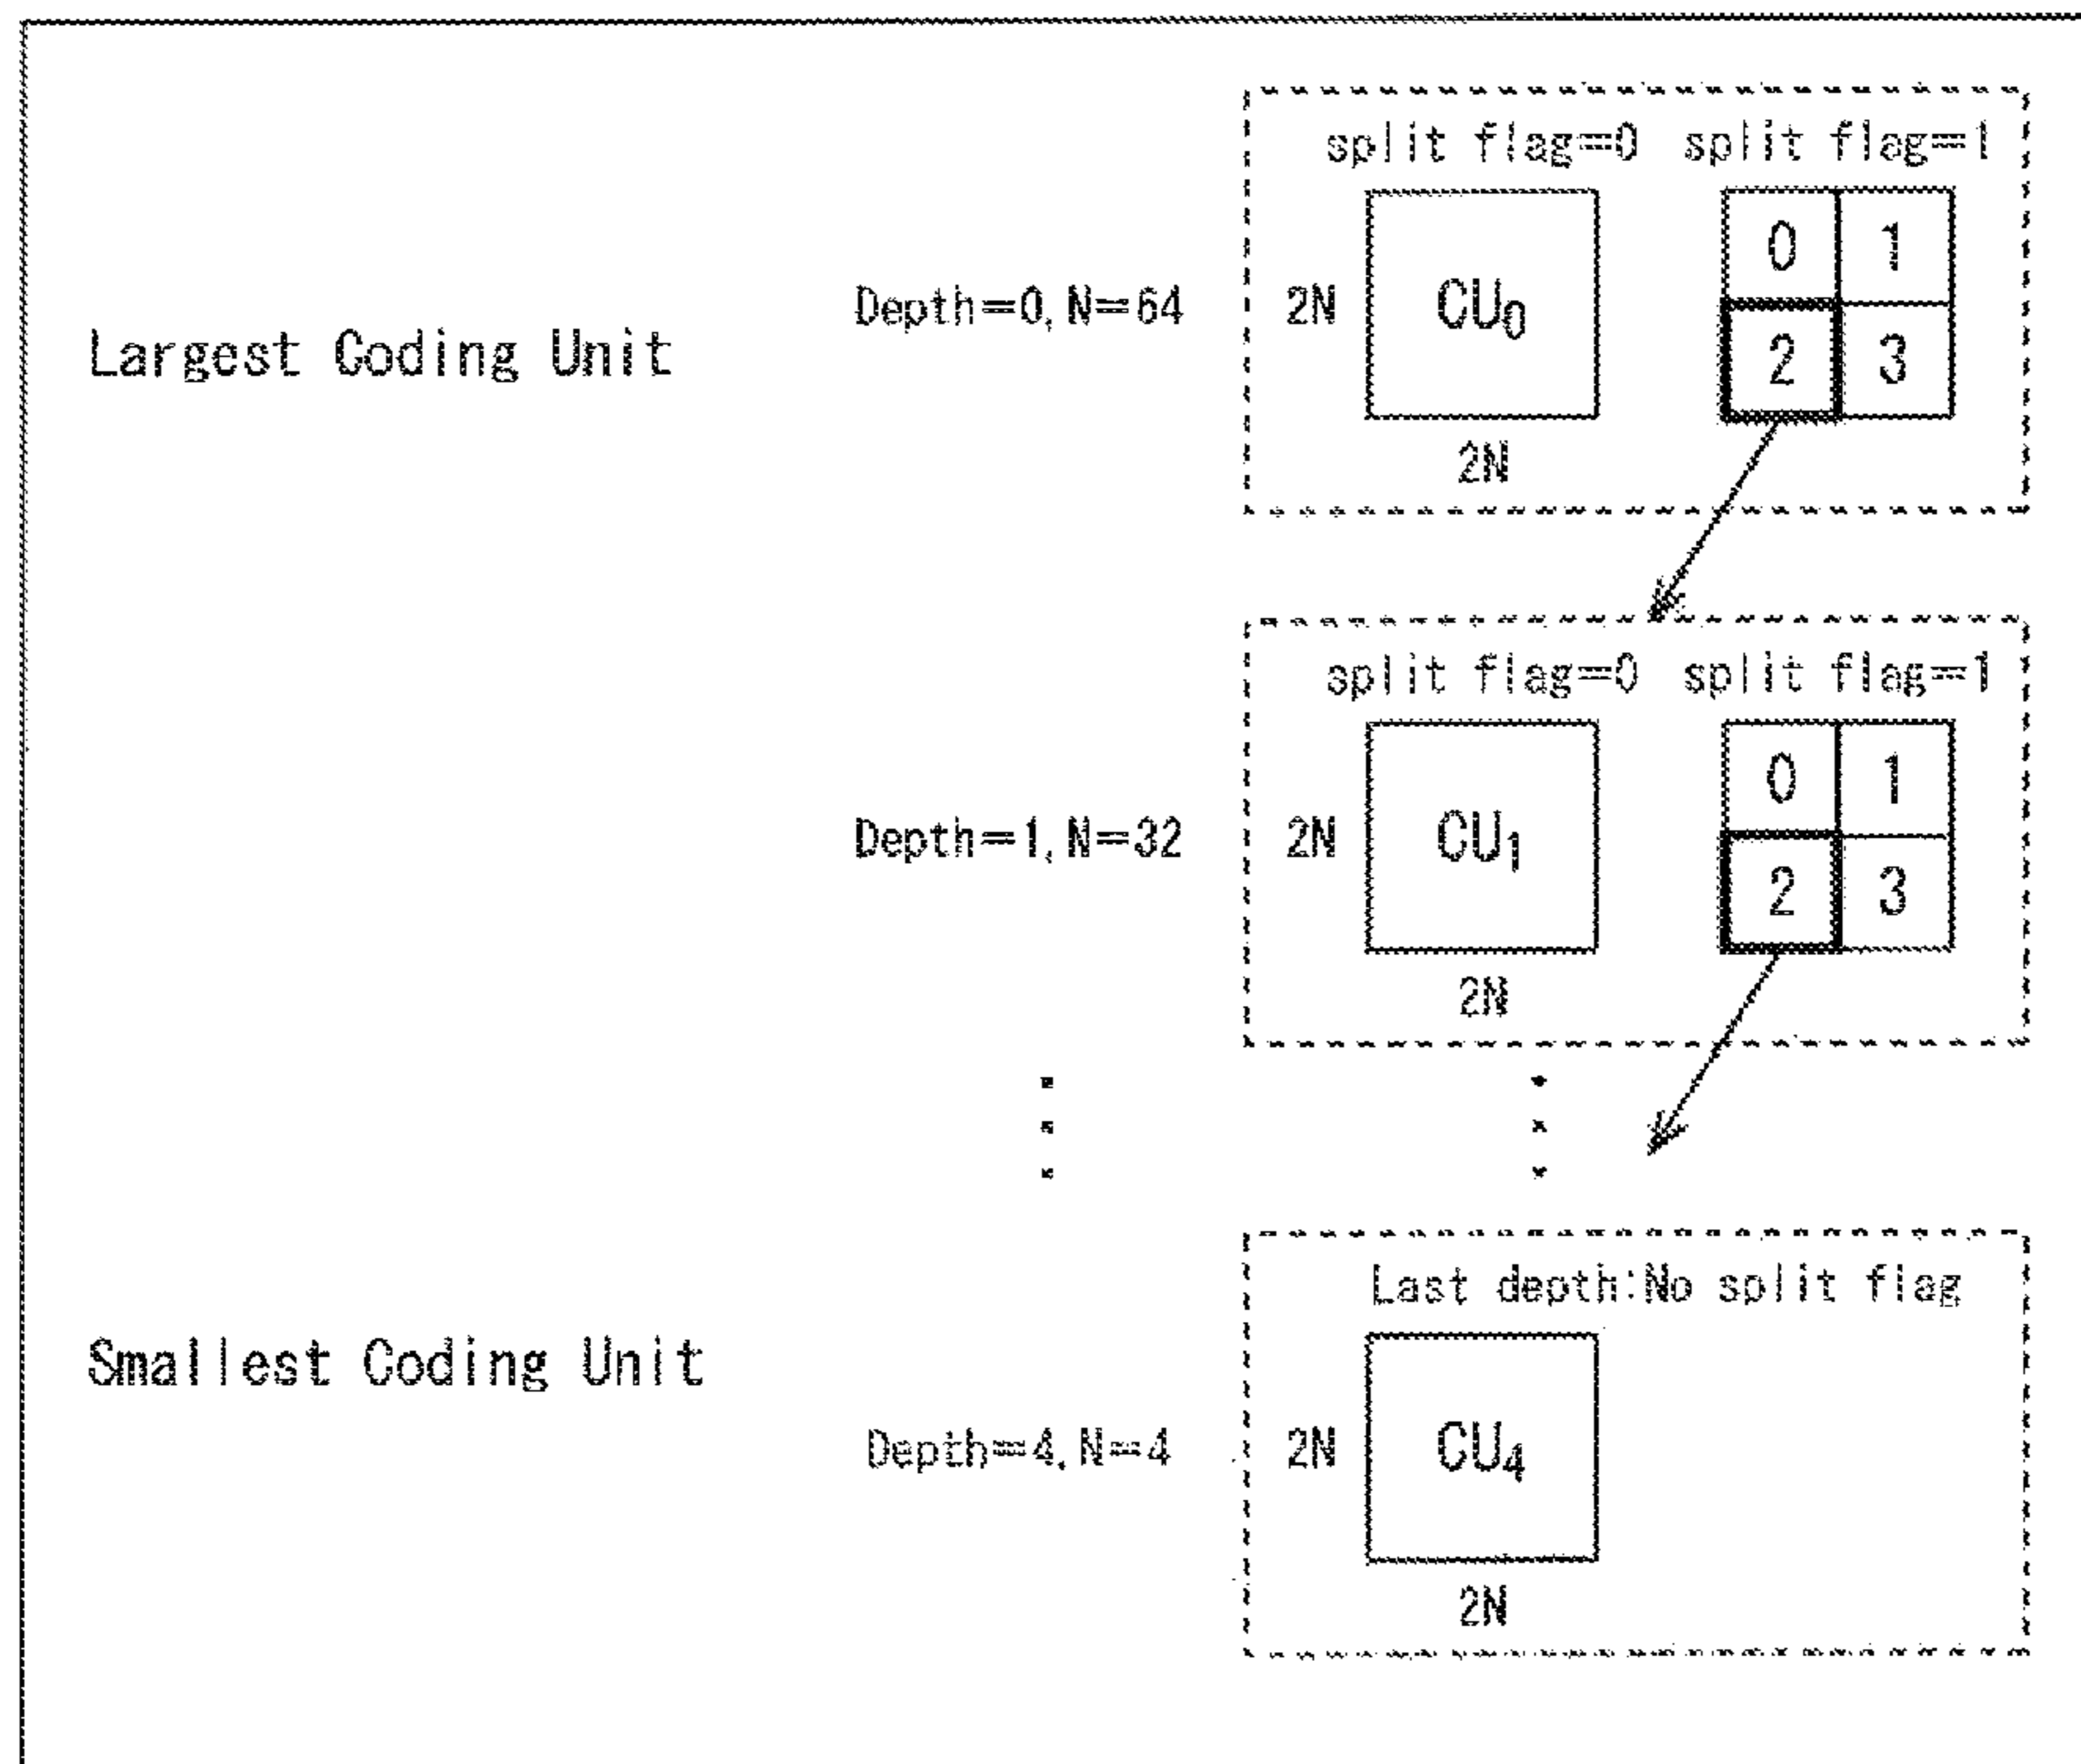 split flag=0 split flag=1
0 1
Depth=0, N=64 2N CU0
Largest Coding Unit
2 3
2N
split flag=0 split flag=1
0 1
Depth=1, N=32 2N CU1
2 3
2N
Last depth:No split flag
Smallest Coding Unit
Depth=4, N=4 2N CU4
2N